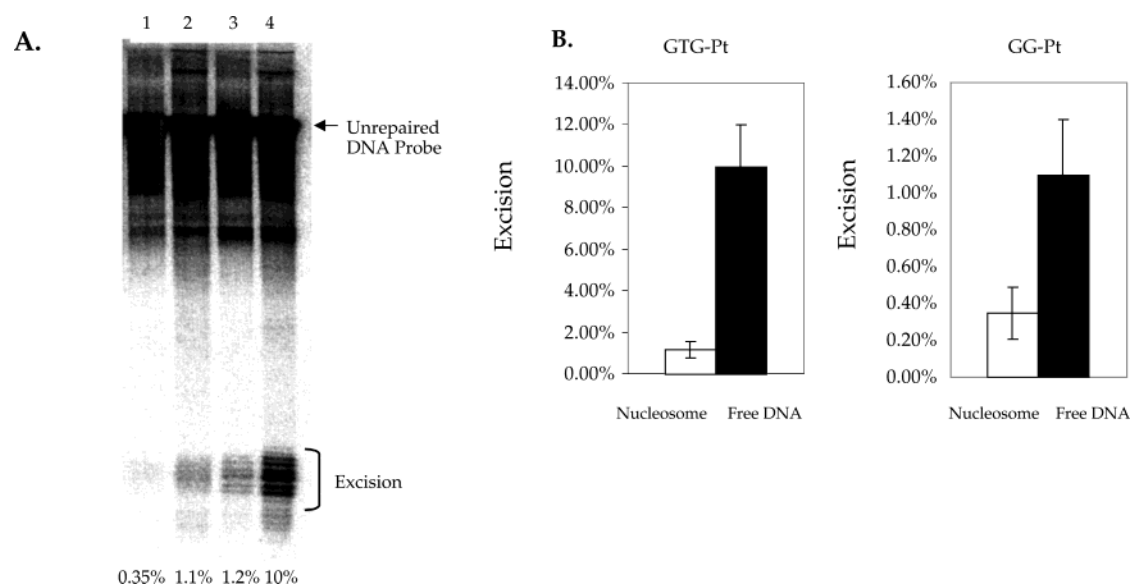 A.
1 2 3 4
Unrepaired
DNA Probe
Excision
0.35% 1.1% 1.2% 10%
B.
GTG-Pt
Excision
14.00%
12.00%
10.00%
8.00%
6.00%
4.00%
2.00%
0.00%
Nucleosome Free DNA
GG-Pt
Excision
1.60%
1.40%
1.20%
1.00%
0.80%
0.60%
0.40%
0.20%
0.00%
Nucleosome Free DNA